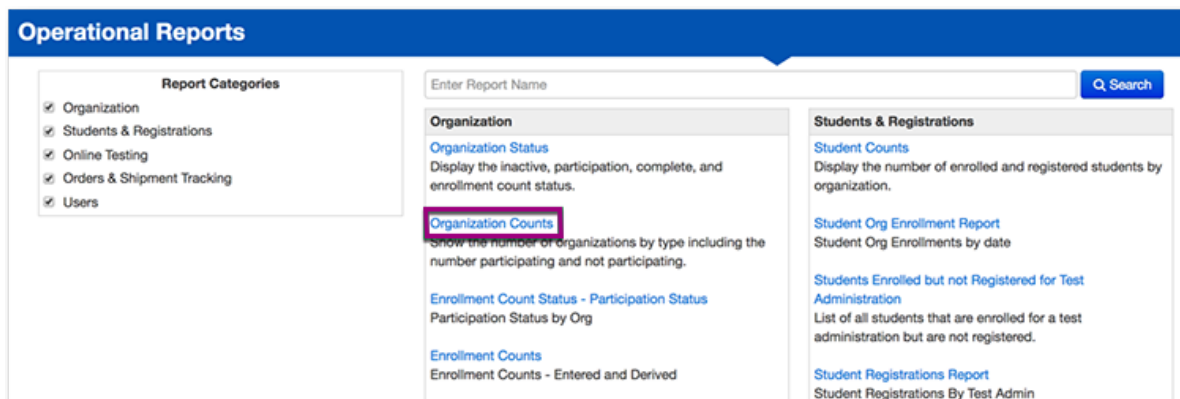 Operational Reports
Report Categories
Organization
Students & Registrations
Online Testing
Orders & Shipment Tracking
Users
Enter Report Name
Search
Organization
Organization Status
Display the inactive, participation, complete, and
enrollment count status.
Organization Counts
Show the number of organizations by type including the
number participating and not participating.
Enrollment Count Status - Participation Status
Participation Status by Org
Enrollment Counts
Enrollment Counts - Entered and Derived
Students & Registrations
Student Counts
Display the number of enrolled and registered students by
organization.
Student Org Enrollment Report
Student Org Enrollments by date
Students Enrolled but not Registered for Test
Administration
List of all students that are enrolled for a test
administration but are not registered.
Student Registrations Report
Student Registrations By Test Admin